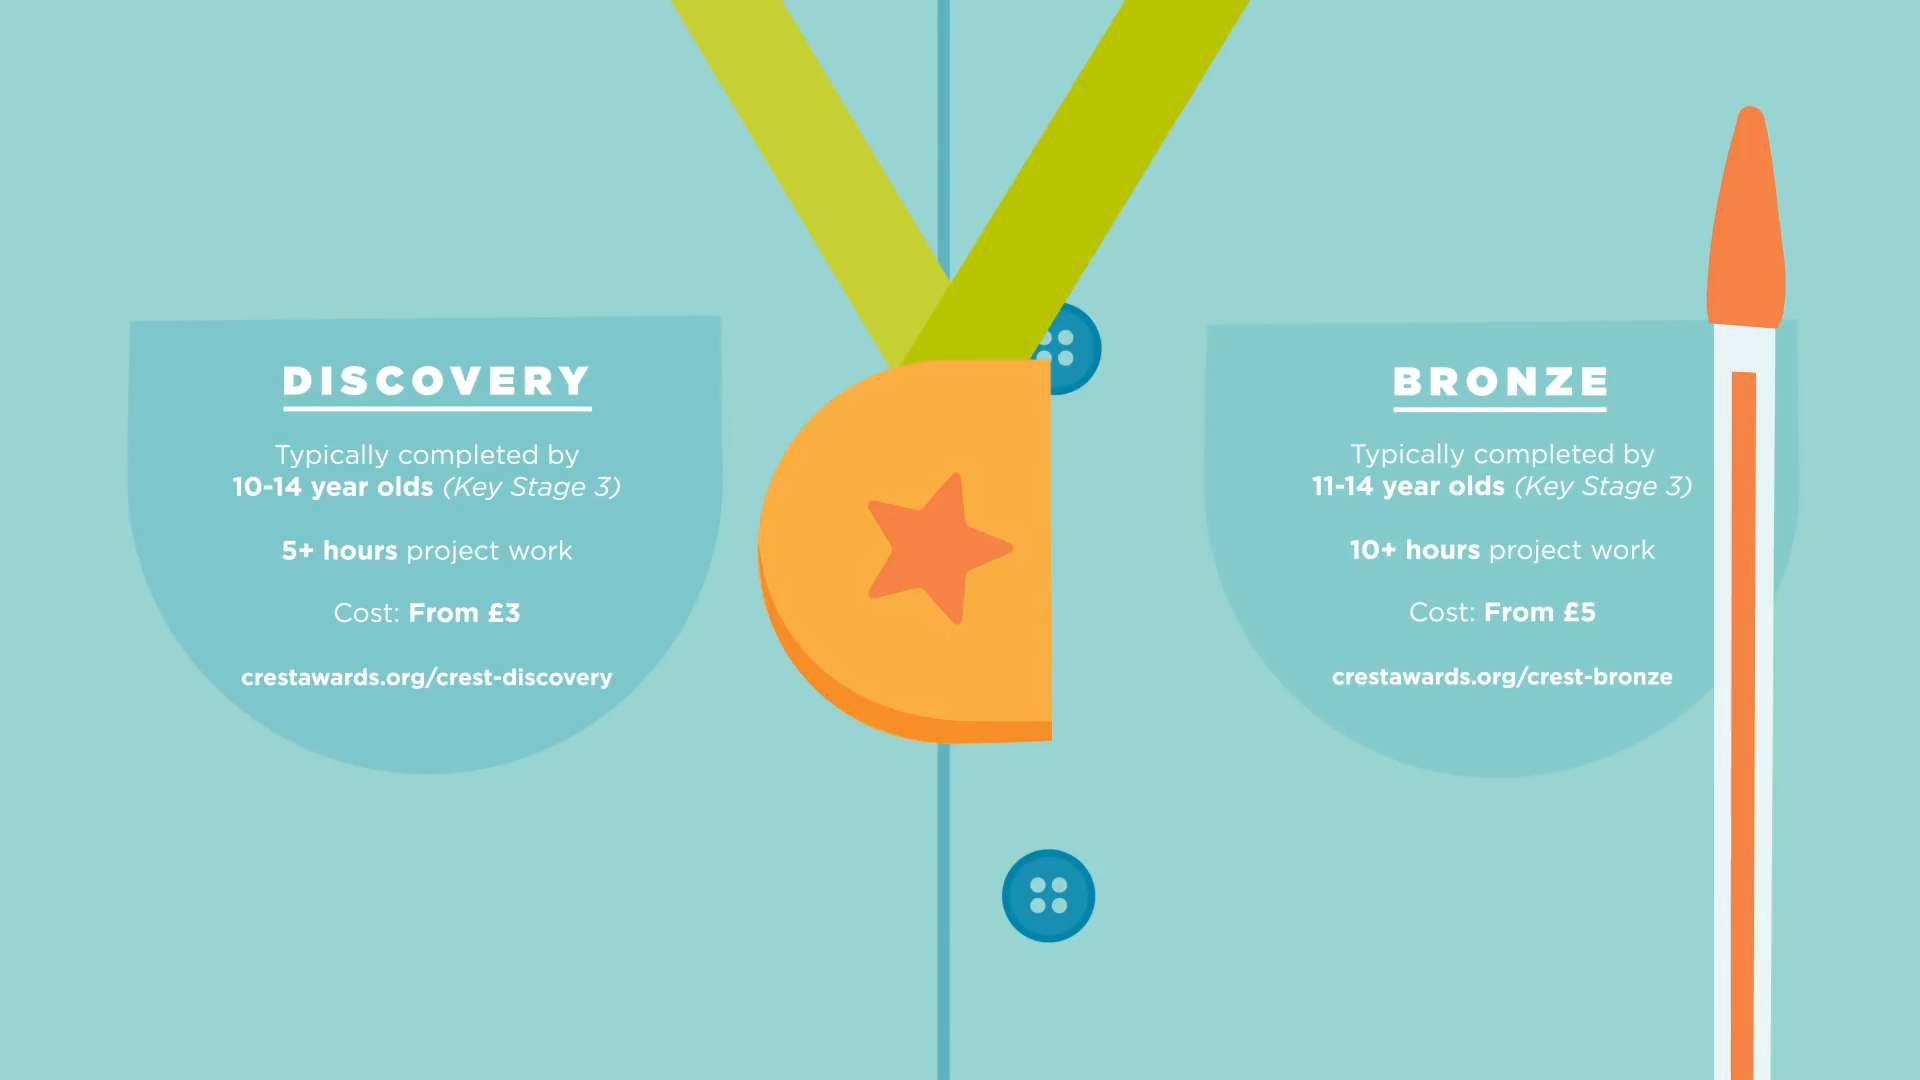 DISCOVERY
Typically completed by
10-14 year olds (Key Stage 3)
5+ hours project work
Cost: From £3
crestawards.org/crest-discovery
BRONZE
Typically completed by
11-14 year olds (Key Stage 3)
10+ hours project work
Cost: From £5
crestawards.org/crest-bronze